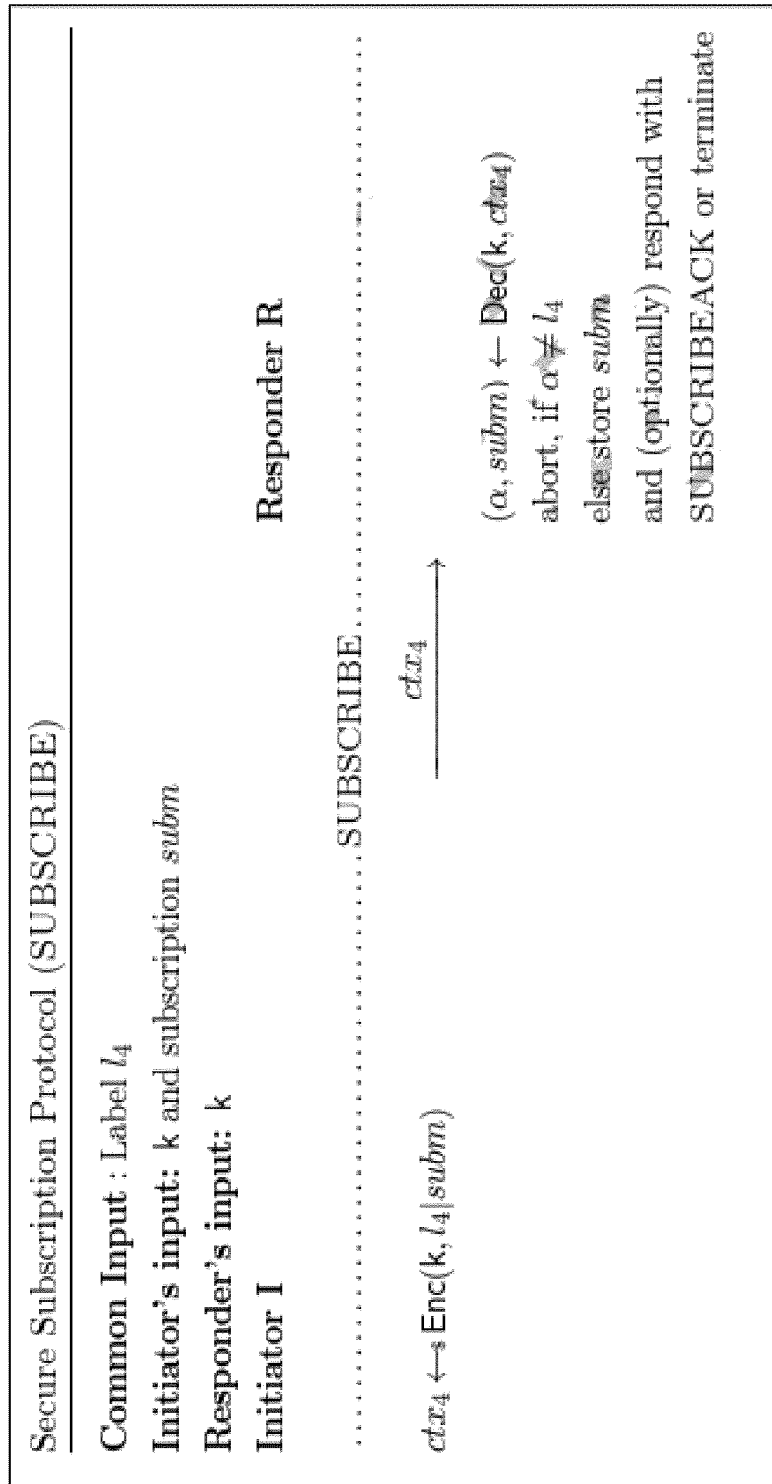 Secure Subscription Protocol (SUBSCRIBE)
Common Input : Label l₄
Initiator's input: k and subscription subm
Responder's input: k
Initiator I Responder R
.................................SUBSCRIBE.................................
ctx₄ ←$ Enc(k, l₄|subm)
ctx₄
(α, subm) ← Dec(k, ctx₄)
abort, if α ≠ l₄
else store subm
and (optionally) respond with
SUBSCRIBEACK or terminate